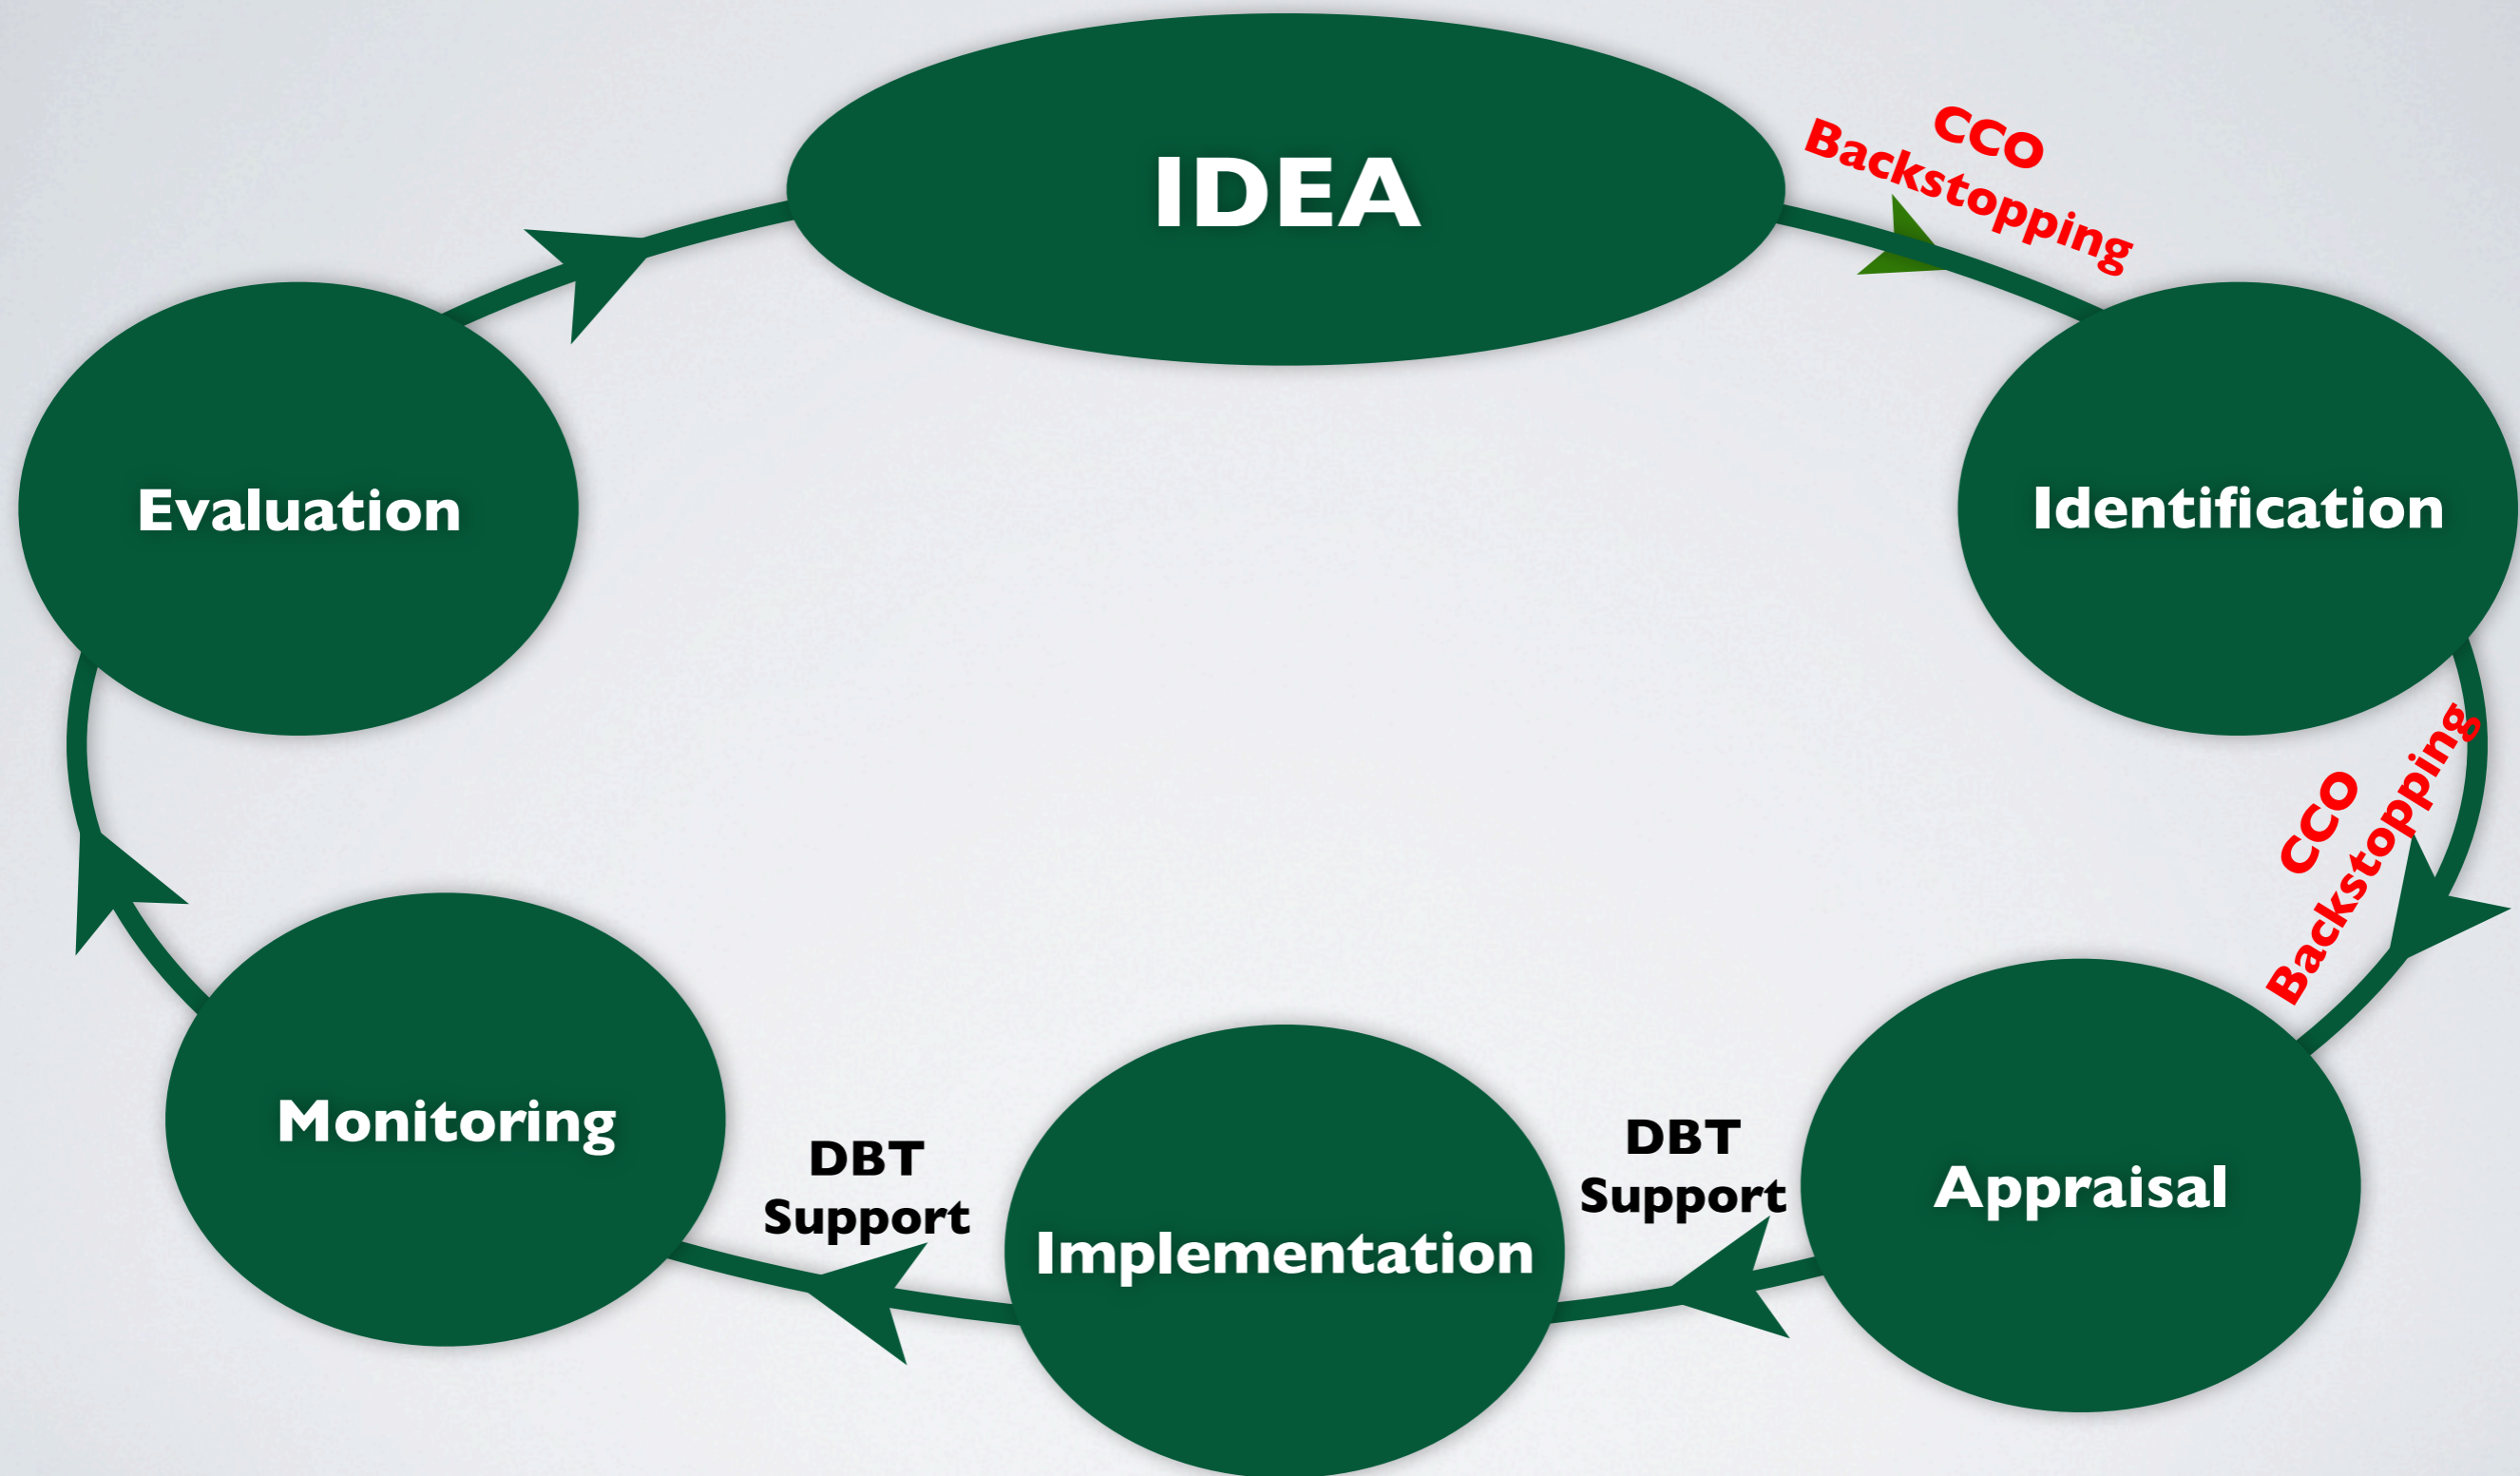 IDEA
CCO
Backstopping
Evaluation
Identification
CCO
Backstopping
Monitoring
DBT
Support
Implementation
DBT
Support
Appraisal